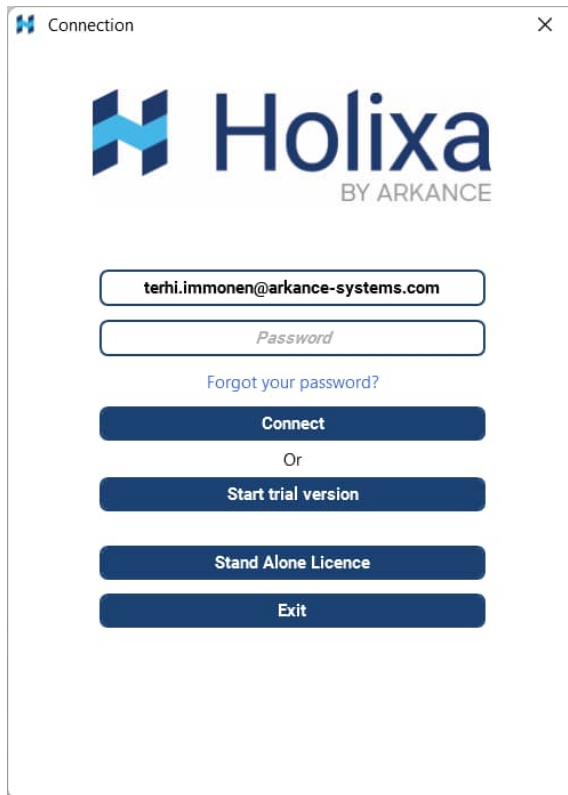 Connection
Holixa
BY ARKANCE
terhi.immonen@arkance-systems.com
Password
Forgot your password?
Connect
Or
Start trial version
Stand Alone Licence
Exit